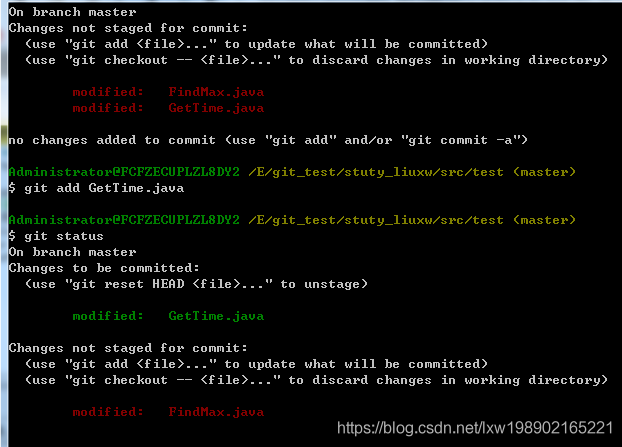 On branch master
Changes not staged for commit:
  (use "git add <file>..." to update what will be committed)
  (use "git checkout -- <file>..." to discard changes in working directory)
        modified:   FindMax.java
        modified:   GetTime.java
no changes added to commit (use "git add" and/or "git commit -a")
Administrator@FCFZECUPLZL8DY2 /E/git_test/stuty_liuxw/src/test (master)
$ git add GetTime.java
Administrator@FCFZECUPLZL8DY2 /E/git_test/stuty_liuxw/src/test (master)
$ git status
On branch master
Changes to be committed:
  (use "git reset HEAD <file>..." to unstage)
        modified:   GetTime.java
Changes not staged for commit:
  (use "git add <file>..." to update what will be committed)
  (use "git checkout -- <file>..." to discard changes in working directory)
        modified:   FindMax.java
https://blog.csdn.net/lxw198902165221